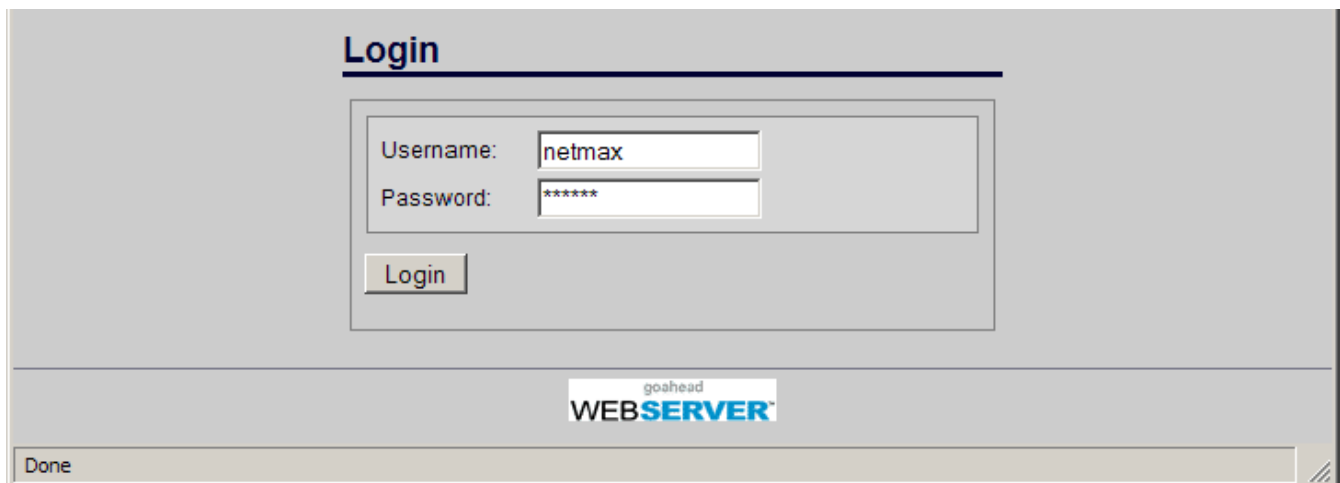 Login
Username: netmax
Password: ******
Login
goahead
WEBSERVER™
Done